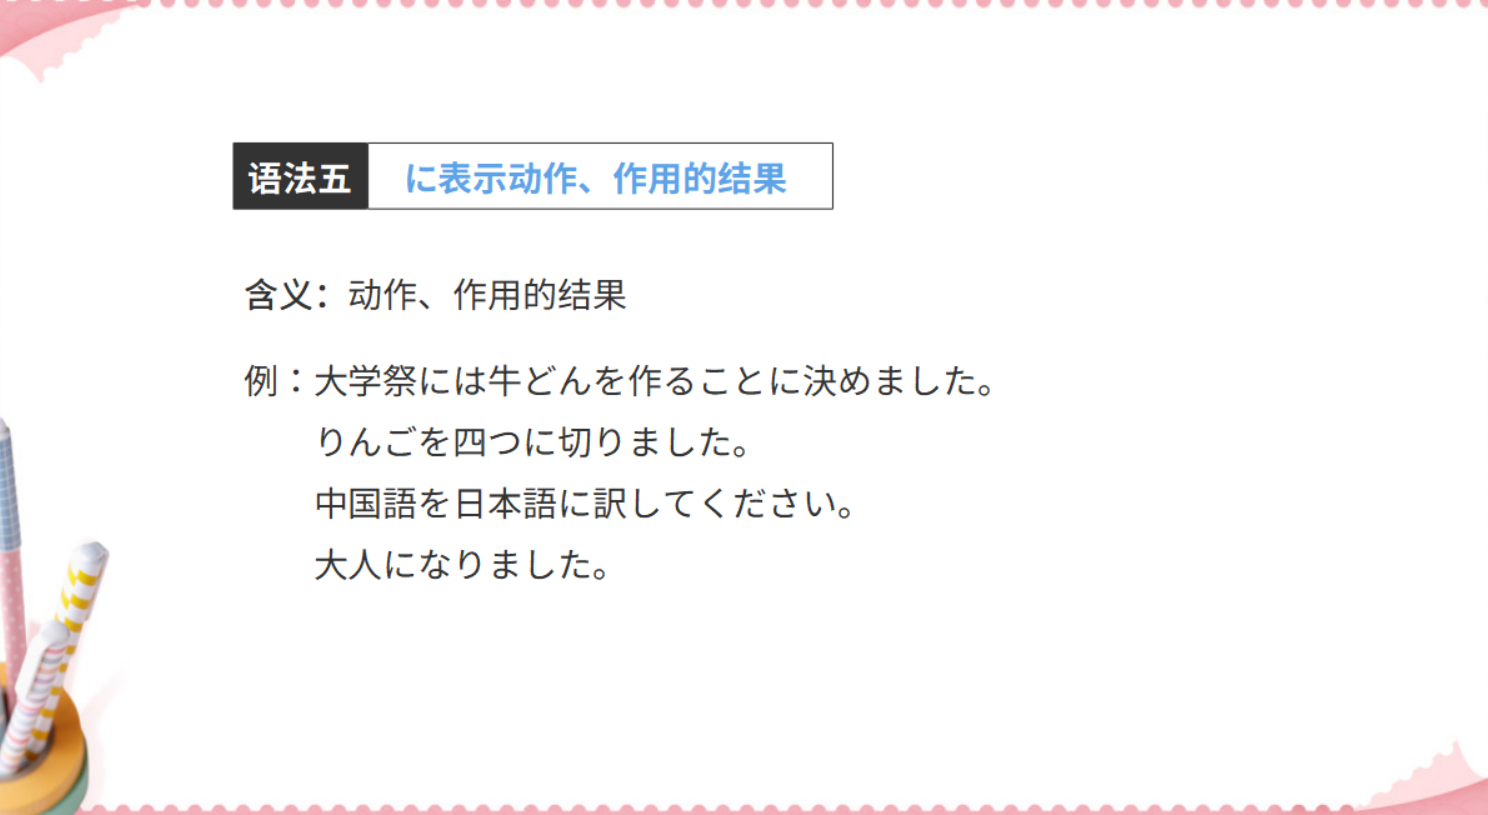 语法五 に表示动作、作用的结果
含义：动作、作用的结果
例：大学祭には牛どんを作ることに決めました。
りんごを四つに切りました。
中国語を日本語に訳してください。
大人になりました。